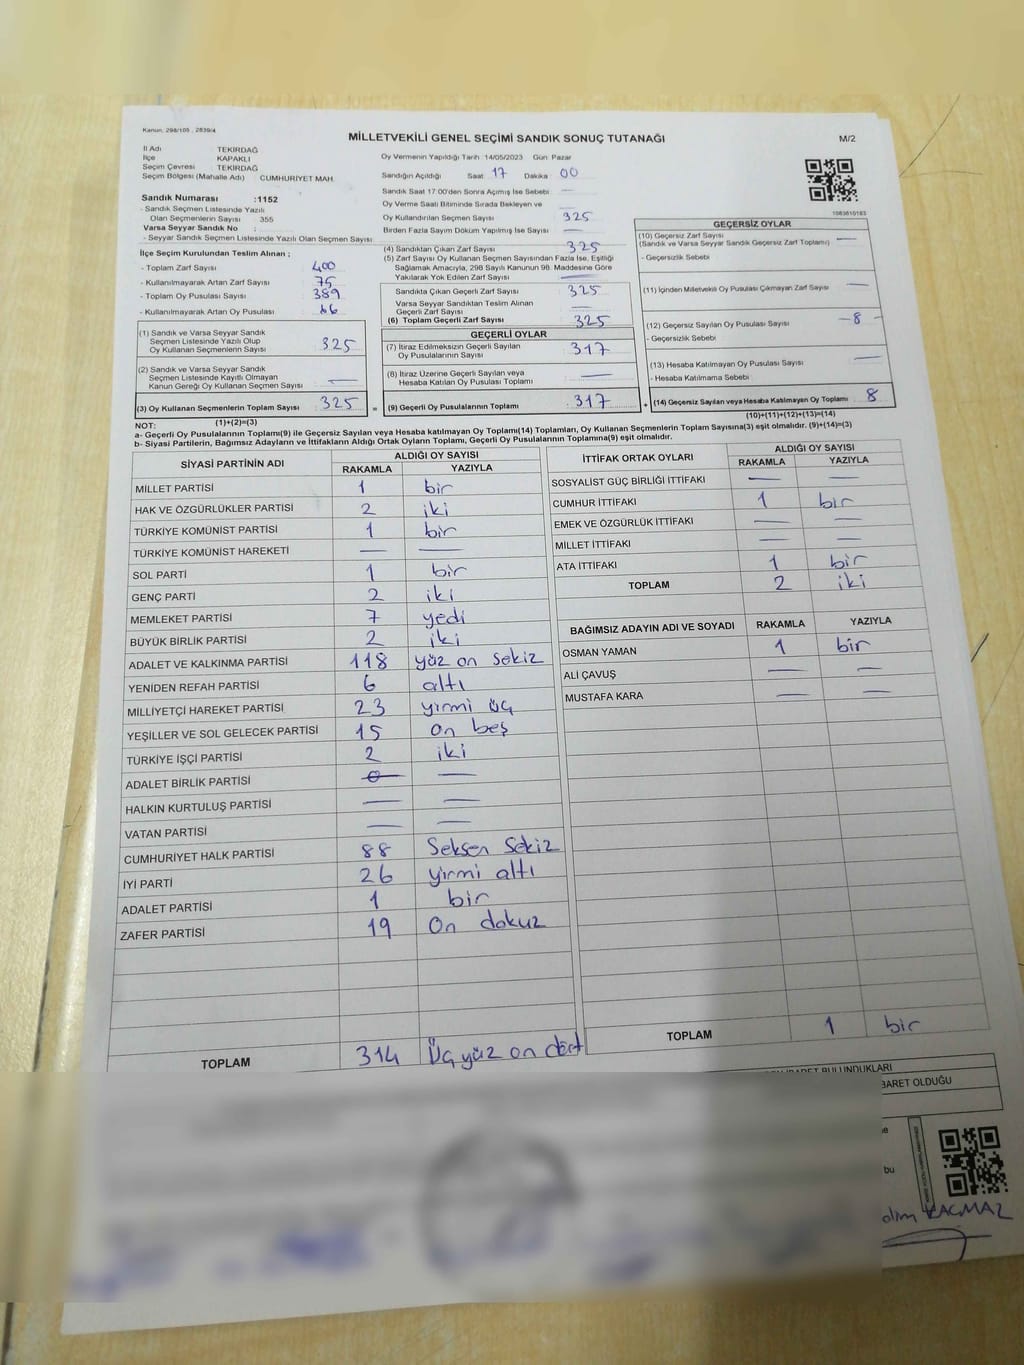 Kanun, 298/105 , 2839/4
MİLLETVEKİLİ GENEL SEÇİMİ SANDIK SONUÇ TUTANAĞI
M/2
İl Adı TEKİRDAĞ
İlçe KAPAKLI
Seçim Çevresi TEKİRDAĞ
Seçim Bölgesi (Mahalle Adı) CUMHURİYET MAH.
Sandık Numarası :1152
- Sandık Seçmen Listesinde Yazılı
Olan Seçmenlerin Sayısı 355
Varsa Seyyar Sandık No :
- Seyyar Sandık Seçmen Listesinde Yazılı Olan Seçmen Sayısı
İlçe Seçim Kurulundan Teslim Alınan ;
- Toplam Zarf Sayısı 400
- Kullanılmayarak Artan Zarf Sayısı 75
- Toplam Oy Pusulası Sayısı 389
- Kullanılmayarak Artan Oy Pusulası
(1) Sandık ve Varsa Seyyar Sandık
Seçmen Listesinde Yazılı Olup
Oy Kullanan Seçmenlerin Sayısı 325
(2) Sandık ve Varsa Seyyar Sandık
Seçmen Listesinde Kayıtlı Olmayan
Kanun Gereği Oy Kullanan Seçmen Sayısı —
(3) Oy Kullanan Seçmenlerin Toplam Sayısı 325 =
(1)+(2)=(3)
Oy Vermenin Yapıldığı Tarih 14/05/2023 Gün Pazar
Sandığın Açıldığı Saat 17 Dakika 00
Sandık Saat 17:00'den Sonra Açımış İse Sebebi —
Oy Verme Saati Bitiminde Sırada Bekleyen ve
Oy Kullandırılan Seçmen Sayısı 325
Birden Fazla Sayım Döküm Yapılmış İse Sayısı —
(4) Sandıktan Çıkan Zarf Sayısı 325
(5) Zarf Sayısı Oy Kullanan Seçmen Sayısından Fazla İse, Eşitliği
Sağlamak Amacıyla, 298 Sayılı Kanunun 98. Maddesine Göre
Yakılarak Yok Edilen Zarf Sayısı —
Sandıkta Çıkan Geçerli Zarf Sayısı 325
Varsa Seyyar Sandıktan Teslim Alınan
Geçerli Zarf Sayısı —
(6) Toplam Geçerli Zarf Sayısı 325
GEÇERLİ OYLAR
(7) İtiraz Edilmeksizin Geçerli Sayılan
Oy Pusulalarının Sayısı 317
(8) İtiraz Üzerine Geçerli Sayılan veya
Hesaba Katılan Oy Pusulası Toplamı —
(9) Geçerli Oy Pusulalarının Toplamı 317 +
1083610183
GEÇERSİZ OYLAR
(10) Geçersiz Zarf Sayısı —
(Sandık ve Varsa Seyyar Sandık Geçersiz Zarf Toplamı)
- Geçersizlik Sebebi
(11) İçinden Milletvekili Oy Pusulası Çıkmayan Zarf Sayısı —
(12) Geçersiz Sayılan Oy Pusulası Sayısı -8-
- Geçersizlik Sebebi
(13) Hesaba Katılmayan Oy Pusulası Sayısı —
- Hesaba Katılmama Sebebi
(14) Geçersiz Sayılan veya Hesaba Katılmayan Oy Toplamı 8
(10)+(11)+(12)+(13)=(14)
NOT:
a- Geçerli Oy Pusulalarının Toplamı(9) ile Geçersiz Sayılan veya Hesaba katılmayan Oy Toplamı(14) Toplamları, Oy Kullanan Seçmenlerin Toplam Sayısına(3) eşit olmalıdır. (9)+(14)=(3)
b- Siyasi Partilerin, Bağımsız Adayların ve İttifakların Aldığı Ortak Oyların Toplamı, Geçerli Oy Pusulalarının Toplamına(9) eşit olmalıdır.
SİYASİ PARTİNİN ADI
ALDIĞI OY SAYISI
RAKAMLA YAZIYLA
MİLLET PARTİSİ 1 bir
HAK VE ÖZGÜRLÜKLER PARTİSİ 2 iki
TÜRKİYE KOMÜNİST PARTİSİ 1 bir
TÜRKİYE KOMÜNİST HAREKETİ — —
SOL PARTİ 1 bir
GENÇ PARTİ 2 iki
MEMLEKET PARTİSİ 7 yedi
BÜYÜK BİRLİK PARTİSİ 2 iki
ADALET VE KALKINMA PARTİSİ 118 yüz on sekiz
YENİDEN REFAH PARTİSİ 6 altı
MİLLİYETÇİ HAREKET PARTİSİ 23 yirmi üç
YEŞİLLER VE SOL GELECEK PARTİSİ 15 on beş
TÜRKİYE İŞÇİ PARTİSİ 2 iki
ADALET BİRLİK PARTİSİ 0 —
HALKIN KURTULUŞ PARTİSİ — —
VATAN PARTİSİ — —
CUMHURİYET HALK PARTİSİ 88 Seksen Sekiz
İYİ PARTİ 26 yirmi altı
ADALET PARTİSİ 1 bir
ZAFER PARTİSİ 19 On dokuz
TOPLAM 314 Üç yüz on dört
İTTİFAK ORTAK OYLARI
ALDIĞI OY SAYISI
RAKAMLA YAZIYLA
SOSYALİST GÜÇ BİRLİĞİ İTTİFAKI — —
CUMHUR İTTİFAKI 1 bir
EMEK VE ÖZGÜRLÜK İTTİFAKI — —
MİLLET İTTİFAKI — —
ATA İTTİFAKI 1 bir
TOPLAM 2 iki
BAĞIMSIZ ADAYIN ADI VE SOYADI RAKAMLA YAZIYLA
OSMAN YAMAN 1 bir
ALİ ÇAVUŞ — —
MUSTAFA KARA — —
TOPLAM 1 bir
BULUNDUKLARI
BARET OLDUĞU
bu
KAÇMAZ